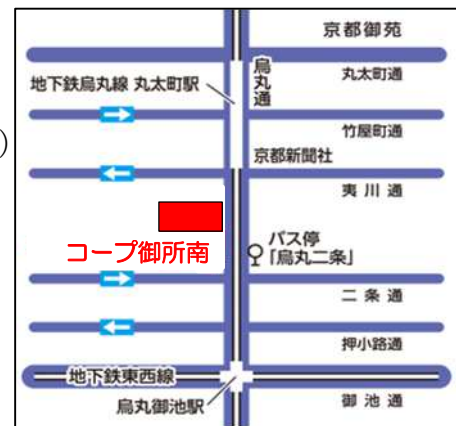 京都御苑
烏丸通
丸太町通
地下鉄烏丸線 丸太町駅
竹屋町通
京都新聞社
夷川通
コープ御所南
バス停
「烏丸二条」
二条通
押小路通
地下鉄東西線
烏丸御池駅
御池通
)